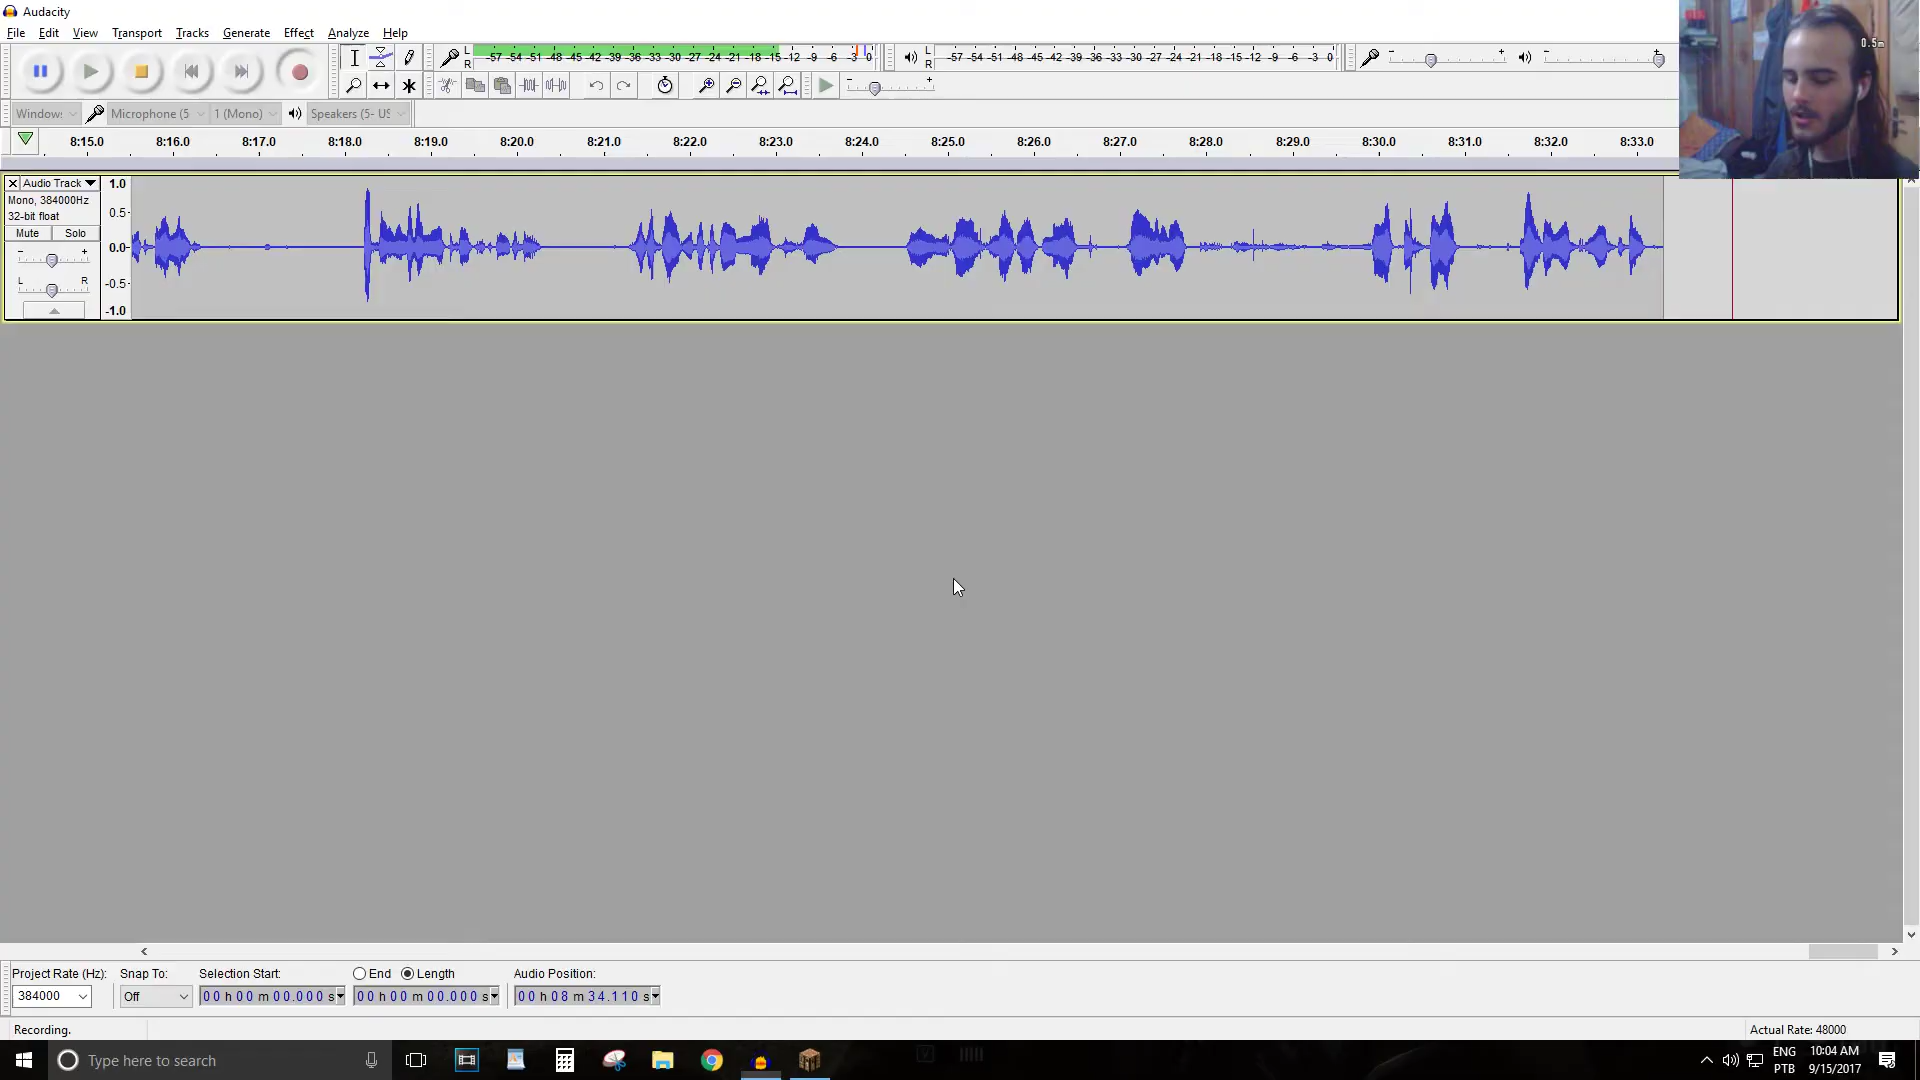 Audacity
File Edit View Transport Tracks Generate Effect Analyze Help
L
R
-57 -54 -51 -48 -45 -42 -39 -36 -33 -30 -27 -24 -21 -18 -15 -12 -9 -6 -3 0
L
R
-57 -54 -51 -48 -45 -42 -39 -36 -33 -30 -27 -24 -21 -18 -15 -12 -9 -6 -3 0
0.5m
Windows Microphone (5 1 (Mono) Speakers (5- US
8:15.0 8:16.0 8:17.0 8:18.0 8:19.0 8:20.0 8:21.0 8:22.0 8:23.0 8:24.0 8:25.0 8:26.0 8:27.0 8:28.0 8:29.0 8:30.0 8:31.0 8:32.0 8:33.0
Audio Track 1.0
Mono, 384000Hz
32-bit float 0.5
Mute Solo
0.0
L R -0.5
-1.0
Project Rate (Hz): Snap To: Selection Start: End Length Audio Position:
384000 Off 00 h 00 m 00.000 s 00 h 00 m 00.000 s 00 h 08 m 34.110 s
Recording. Actual Rate: 48000
Type here to search
ENG 10:04 AM
PTB 9/15/2017